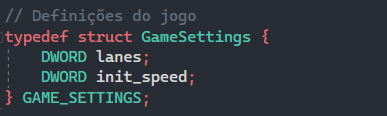 // Definições do jogo
typedef struct GameSettings {
    DWORD lanes;
    DWORD init_speed;
} GAME_SETTINGS;